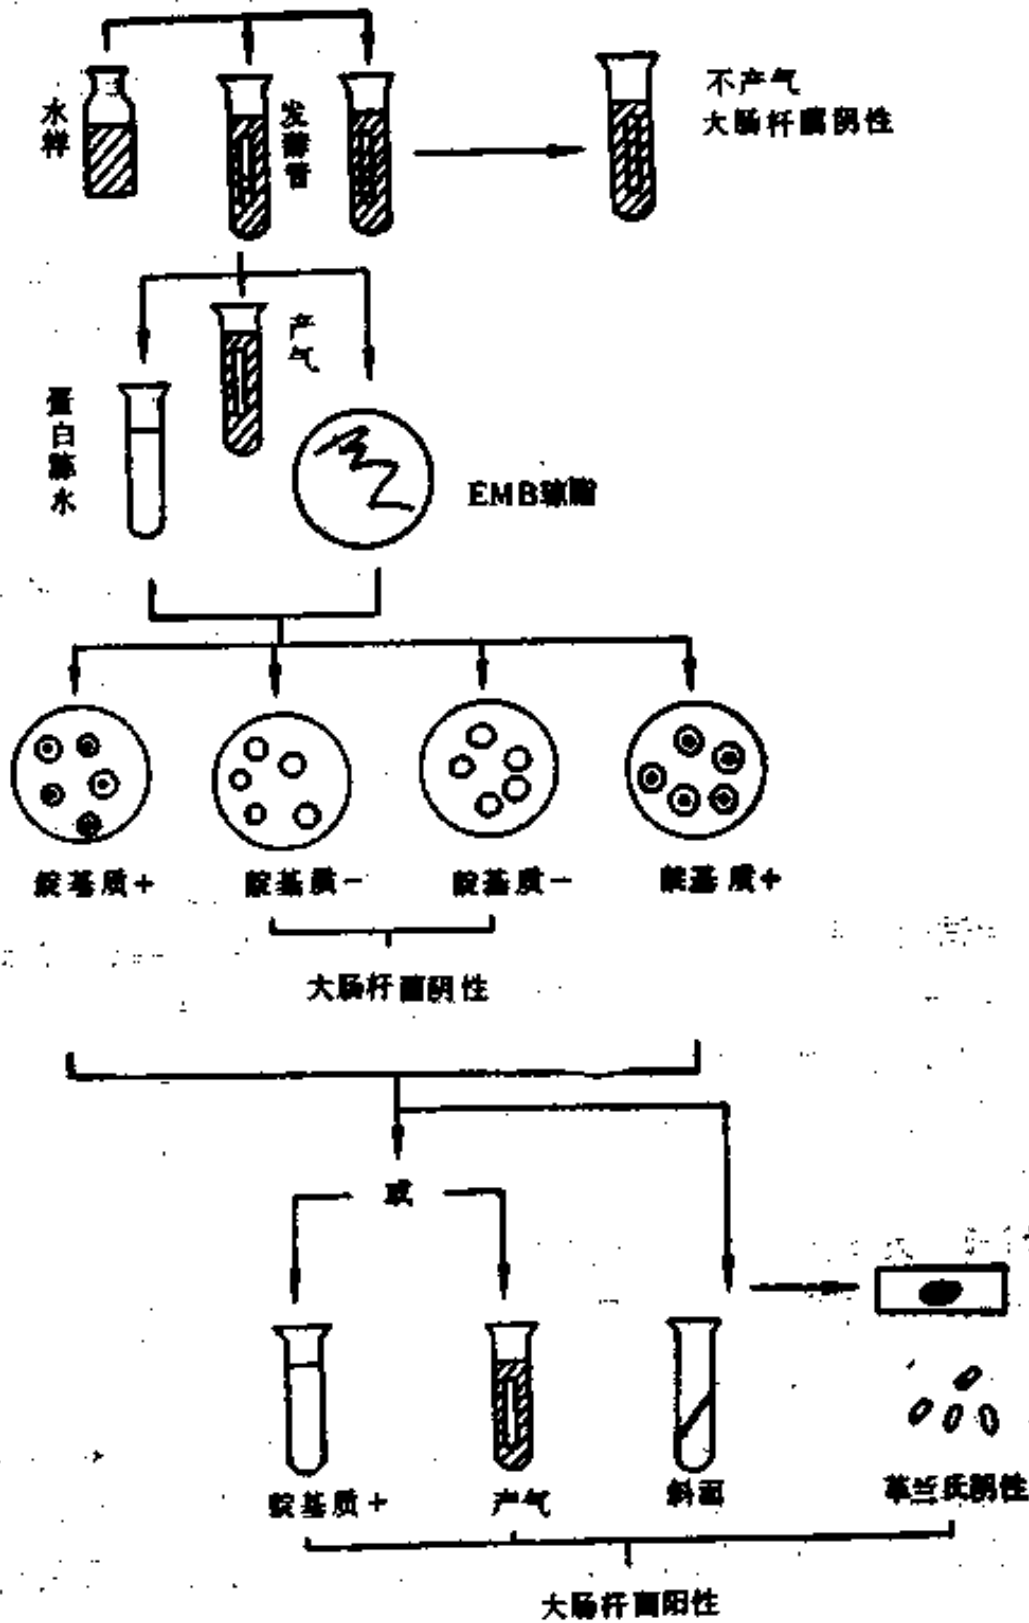 水样
发酵管
不产气
大肠杆菌阴性
产气
蛋白胨水
EMB琼脂
靛基质+
靛基质-
靛基质-
靛基质+
大肠杆菌阴性
或
靛基质+
产气
斜面
革兰氏阴性
大肠杆菌阳性